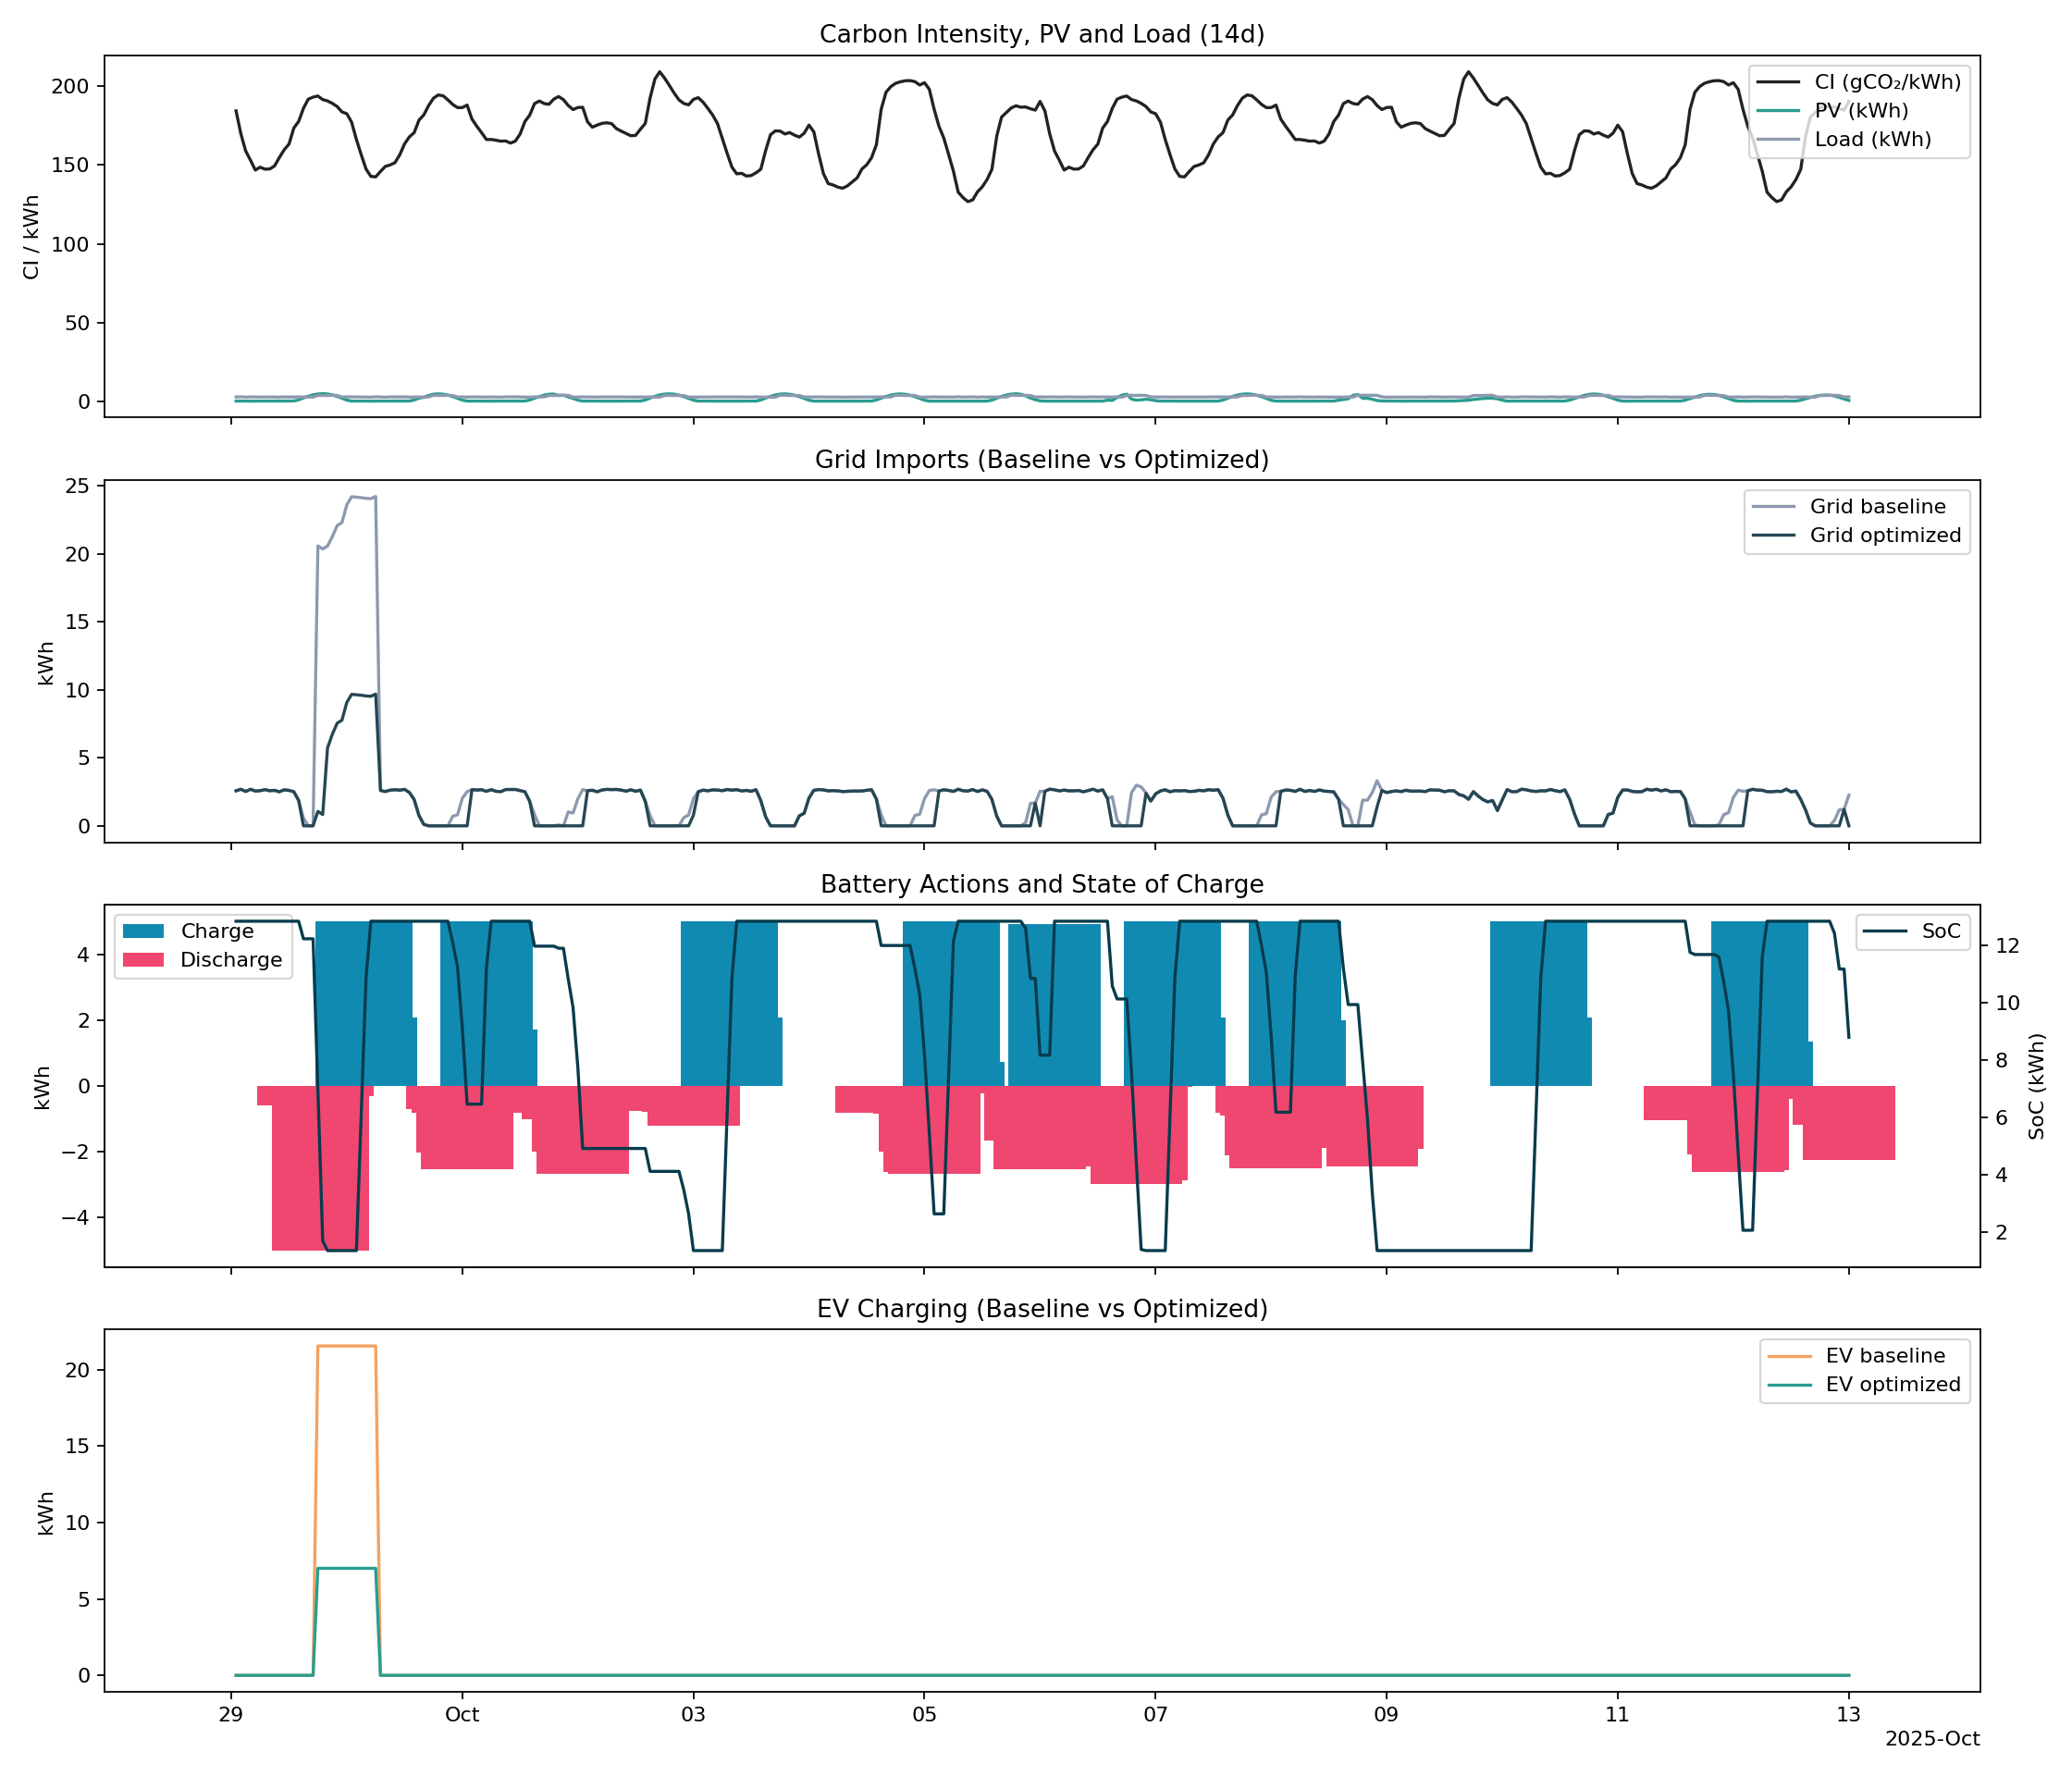 Carbon Intensity, PV and Load (14d)
CI / kWh
200
150
100
50
0
CI (gCO₂/kWh)
PV (kWh)
Load (kWh)
Grid Imports (Baseline vs Optimized)
kWh
25
20
15
10
5
0
Grid baseline
Grid optimized
Battery Actions and State of Charge
kWh
4
2
0
−2
−4
Charge
Discharge
SoC
12
10
8
6
4
2
SoC (kWh)
EV Charging (Baseline vs Optimized)
kWh
20
15
10
5
0
EV baseline
EV optimized
29 Oct 03 05 07 09 11 13
2025-Oct